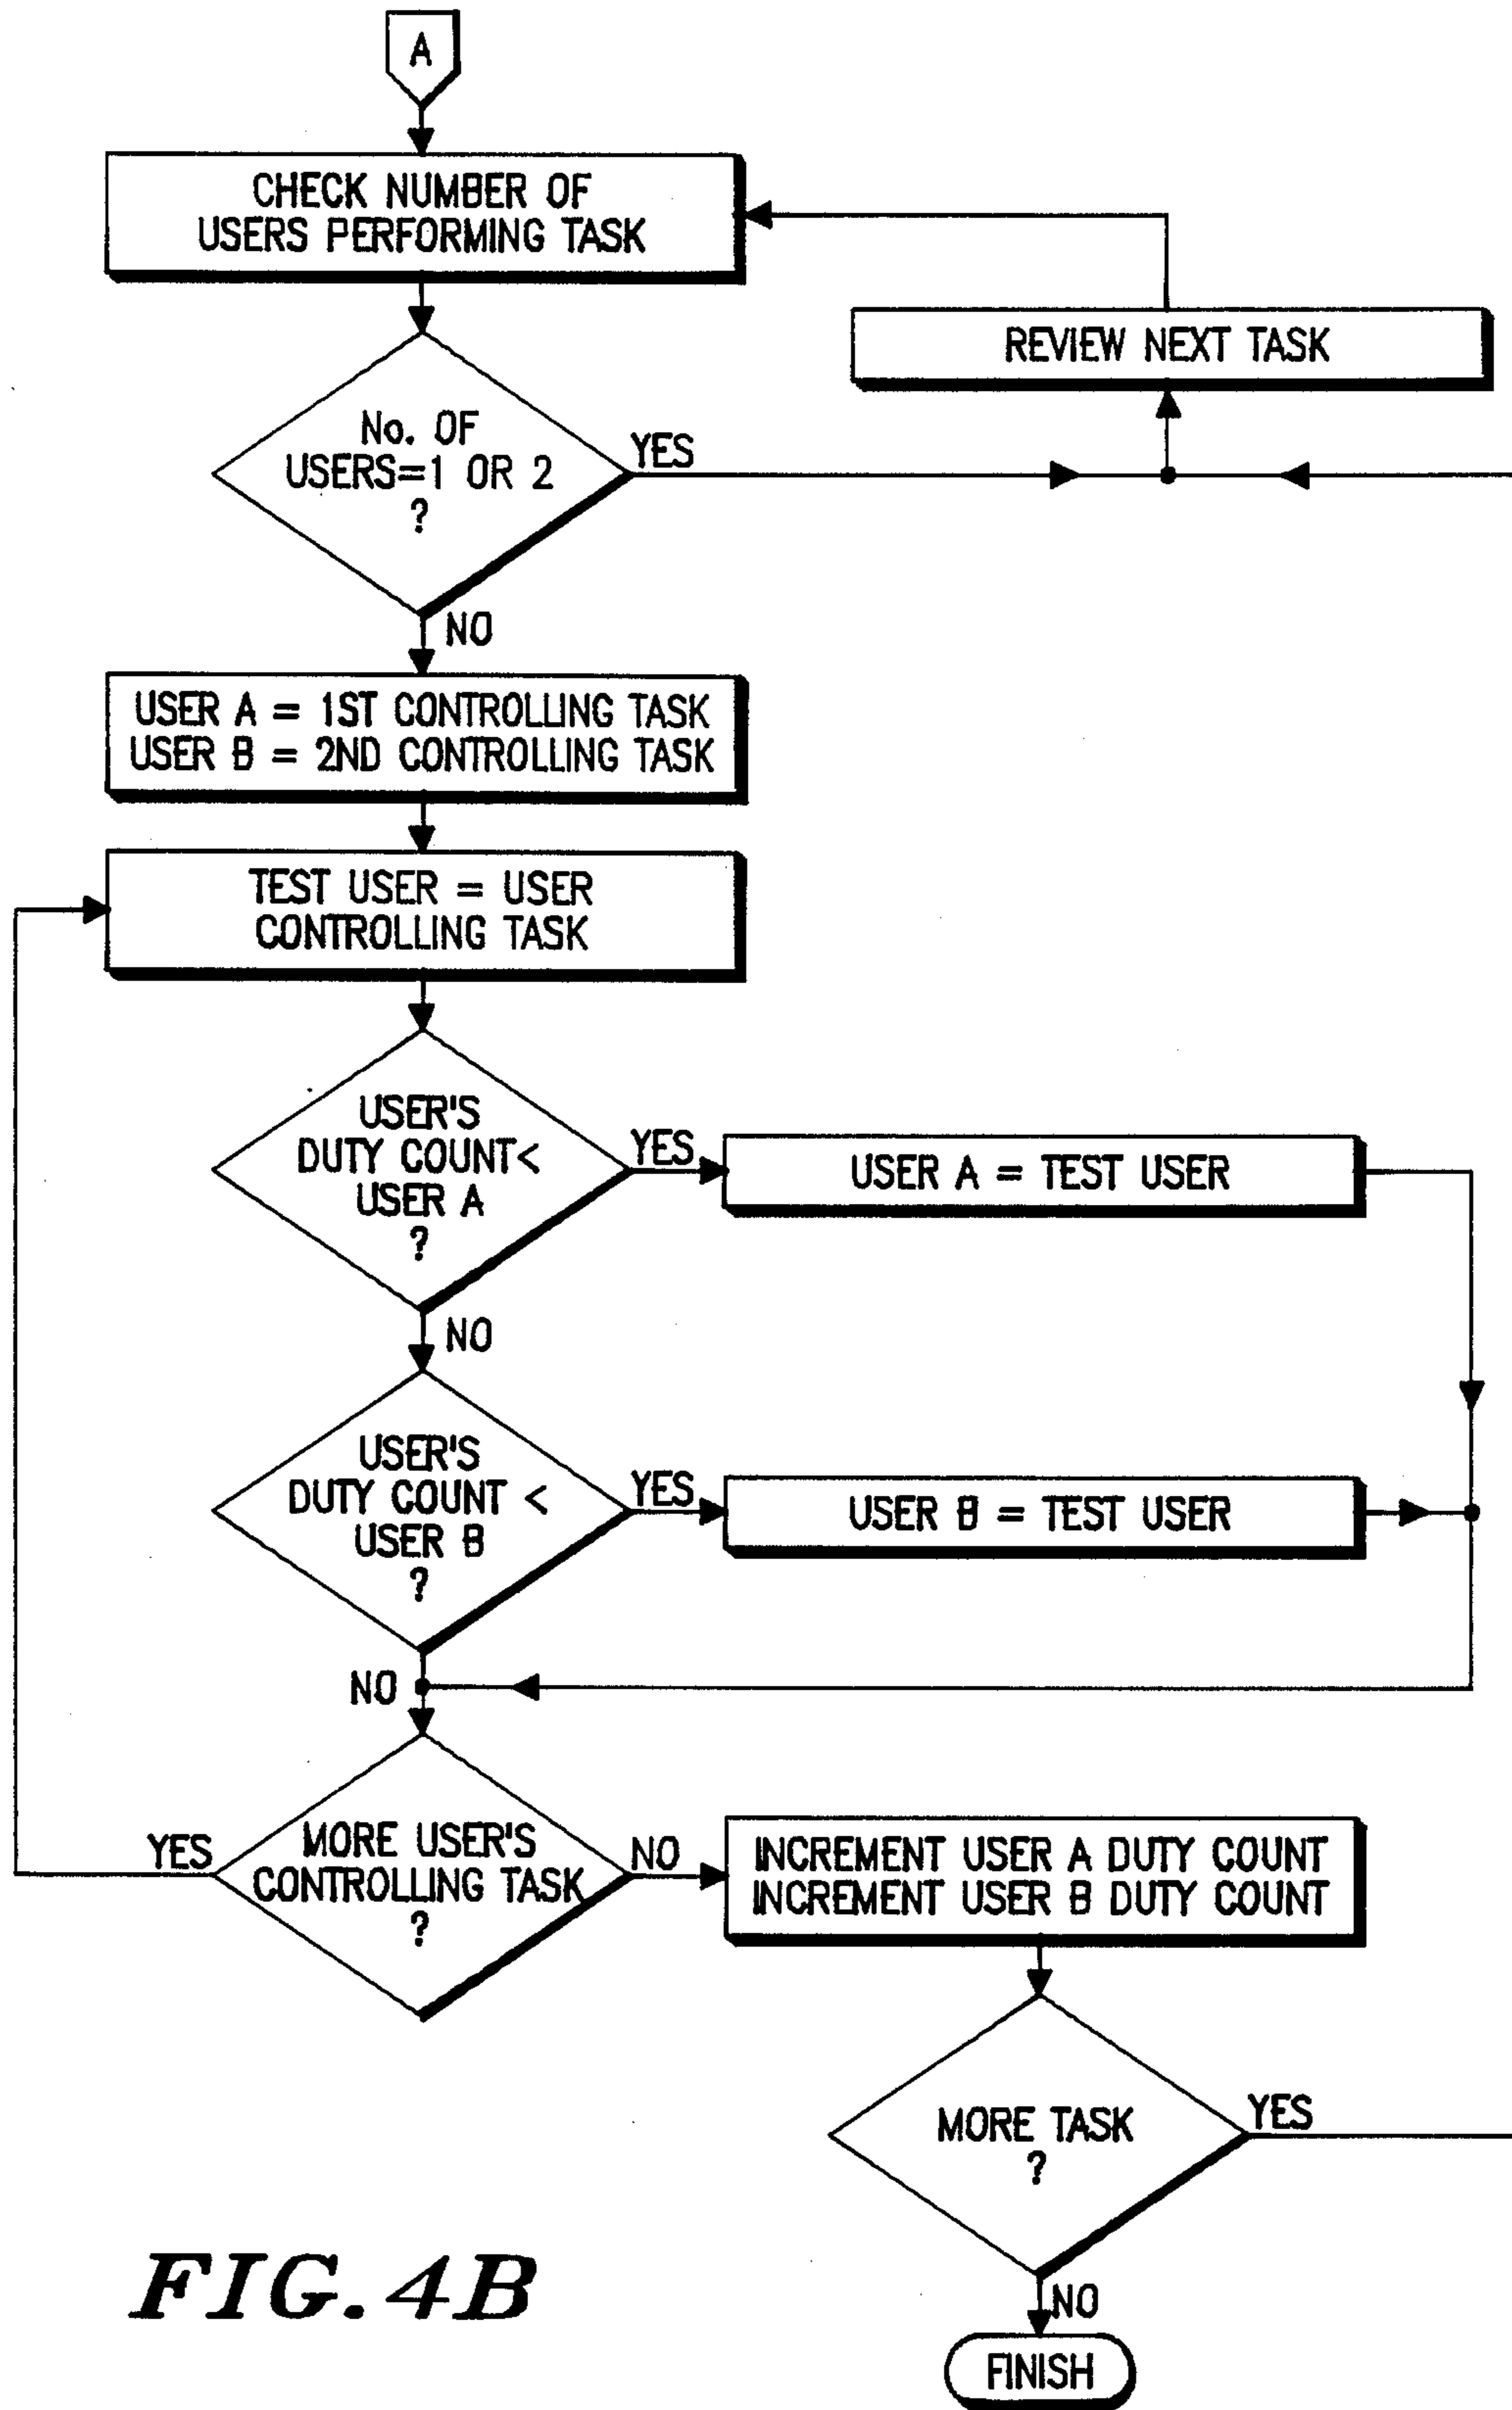 A
CHECK NUMBER OF
USERS PERFORMING TASK
REVIEW NEXT TASK
No. OF
USERS=1 OR 2
?
YES
NO
USER A = 1ST CONTROLLING TASK
USER B = 2ND CONTROLLING TASK
TEST USER = USER
CONTROLLING TASK
USER'S
DUTY COUNT<
USER A
?
YES
USER A = TEST USER
NO
USER'S
DUTY COUNT <
USER B
?
YES
USER B = TEST USER
NO
YES
MORE USER'S
CONTROLLING TASK
?
NO
INCREMENT USER A DUTY COUNT
INCREMENT USER B DUTY COUNT
MORE TASK
?
YES
NO
FINISH
FIG. 4B